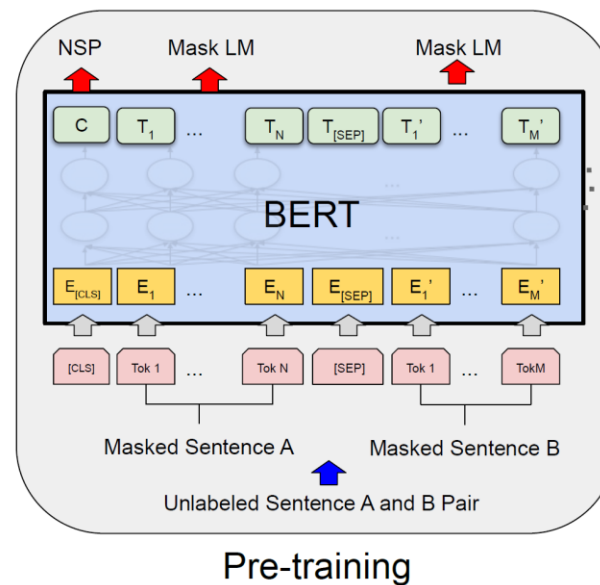 NSP Mask LM Mask LM
C T1 ... TN T[SEP] T1' ... TM'
...
BERT
...
E[CLS] E1 ... EN E[SEP] E1' ... EM'
[CLS] Tok 1 ... Tok N [SEP] Tok 1 ... TokM
Masked Sentence A Masked Sentence B
Unlabeled Sentence A and B Pair
Pre-training